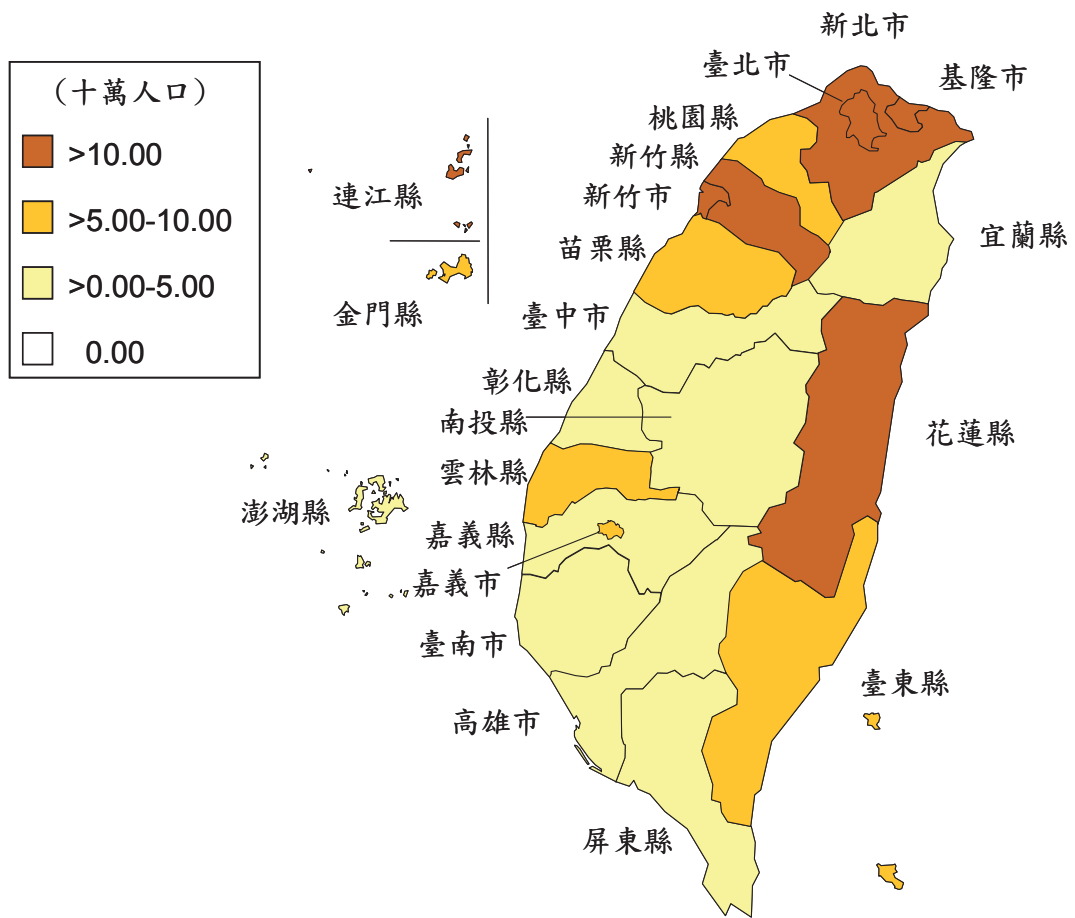 (十萬人口)
>10.00
>5.00-10.00
>0.00-5.00
0.00
新北市
臺北市
基隆市
桃園縣
新竹縣
新竹市
連江縣
宜蘭縣
苗栗縣
金門縣
臺中市
彰化縣
南投縣
花蓮縣
雲林縣
澎湖縣
嘉義縣
嘉義市
臺南市
臺東縣
高雄市
屏東縣